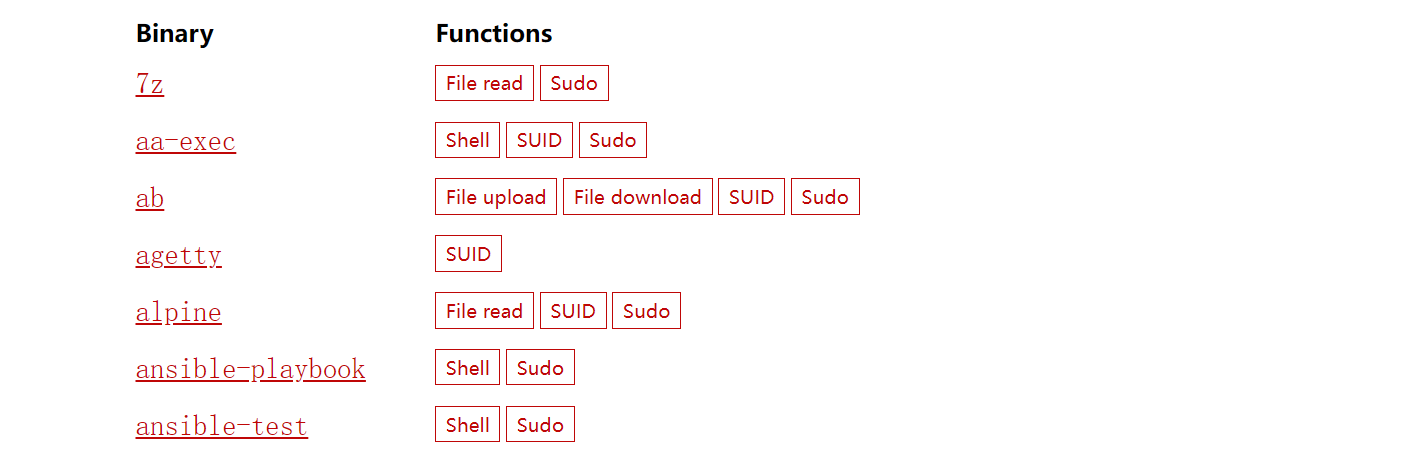 Binary Functions
7z File read Sudo
aa-exec Shell SUID Sudo
ab File upload File download SUID Sudo
agetty SUID
alpine File read SUID Sudo
ansible-playbook Shell Sudo
ansible-test Shell Sudo